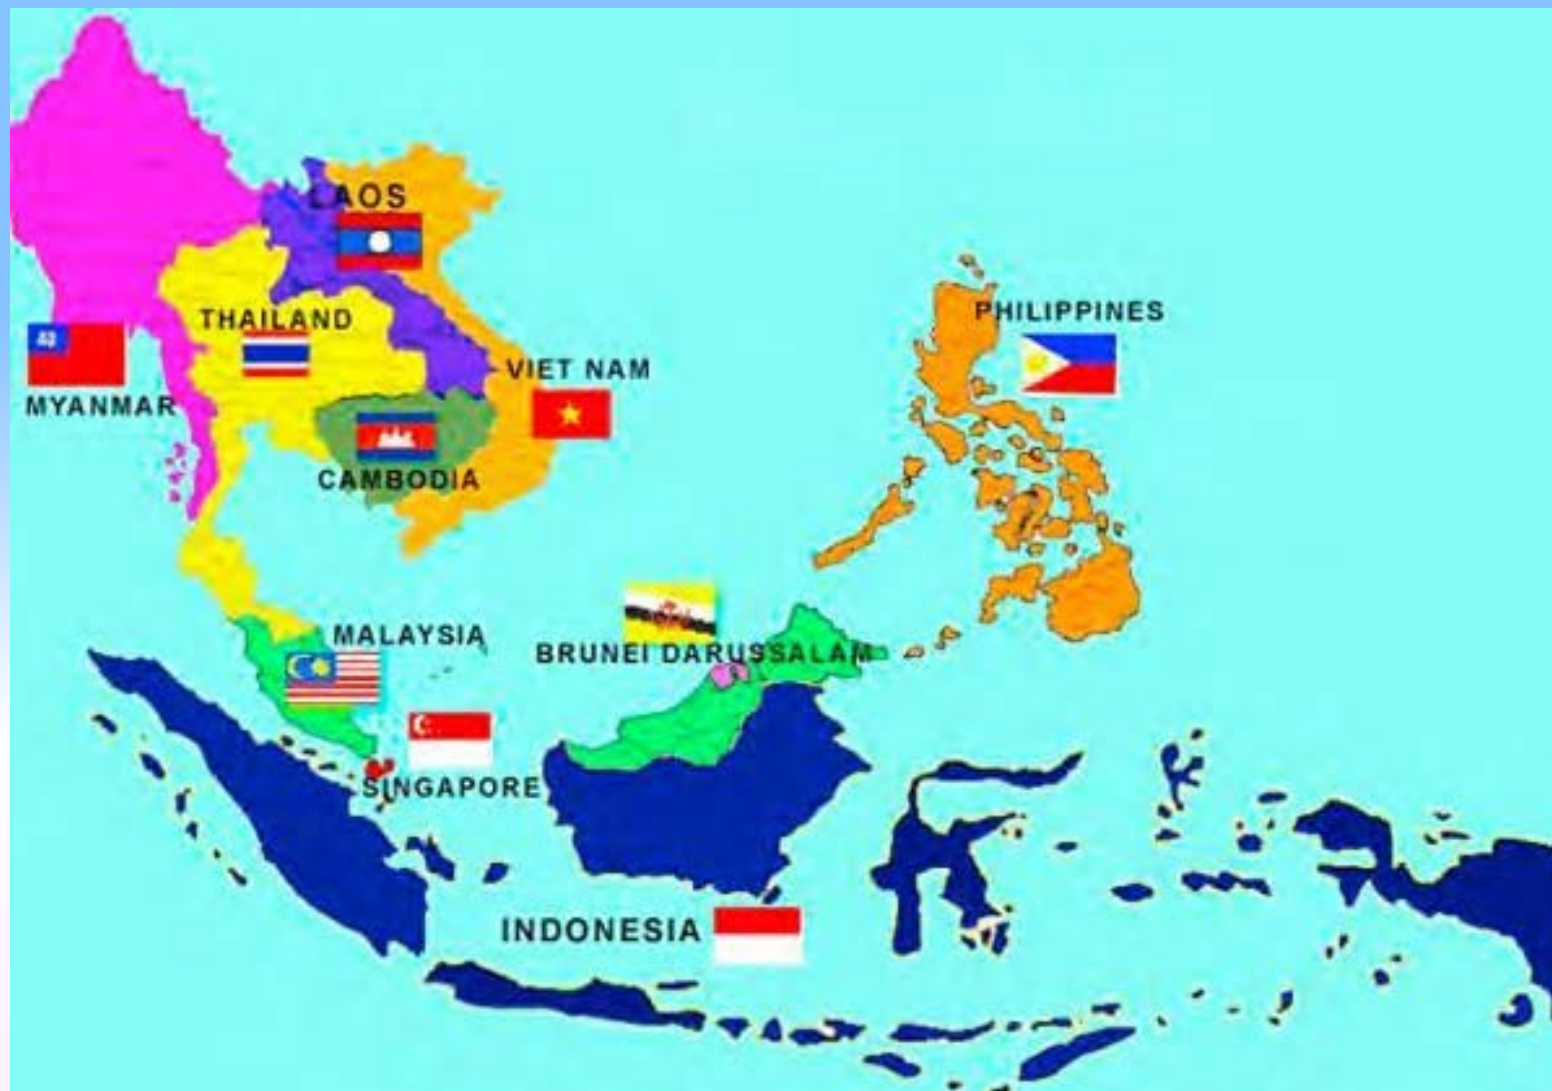 LAOS
PHILIPPINES
THAILAND
VIET NAM
MYANMAR
CAMBODIA
MALAYSIA
BRUNEI DARUSSALAM
SINGAPORE
INDONESIA